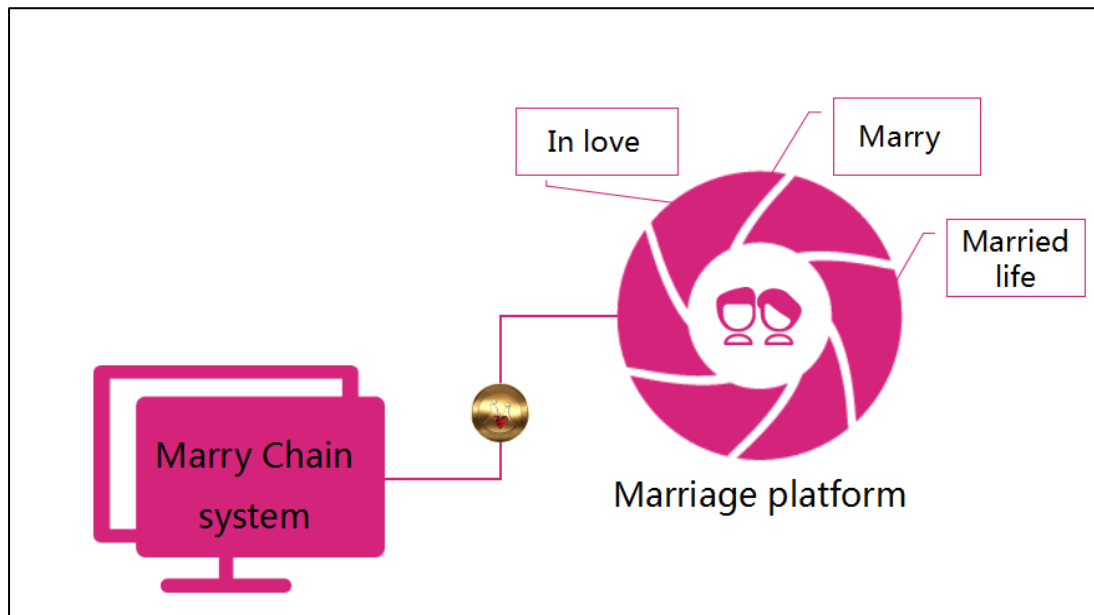 In love
Marry
Married
life
Marry Chain
system
Marriage platform